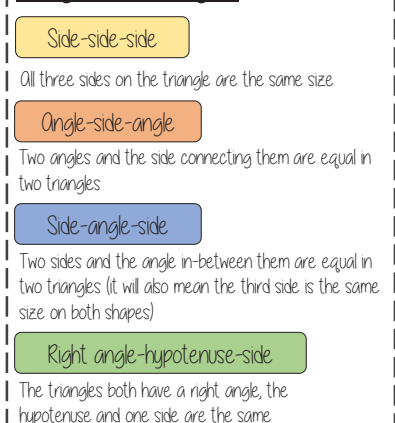 Side-side-side
All three sides on the triangle are the same size
Angle-side-angle
Two angles and the side connecting them are equal in
two triangles
Side-angle-side
Two sides and the angle in-between them are equal in
two triangles (it will also mean the third side is the same
size on both shapes)
Right angle-hypotenuse-side
The triangles both have a right angle, the
hypotenuse and one side are the same